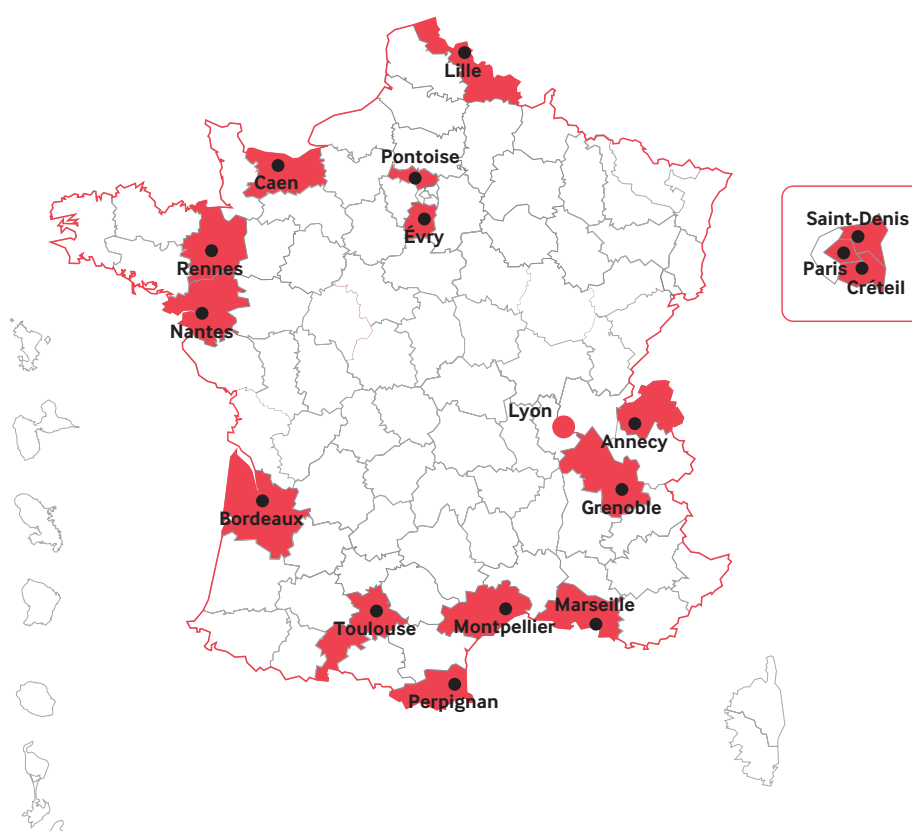 Lille
Pontoise
Caen
Saint-Denis
Évry
Rennes
Paris
Créteil
Nantes
Lyon
Annecy
Grenoble
Bordeaux
Marseille
Toulouse
Montpellier
Perpignan